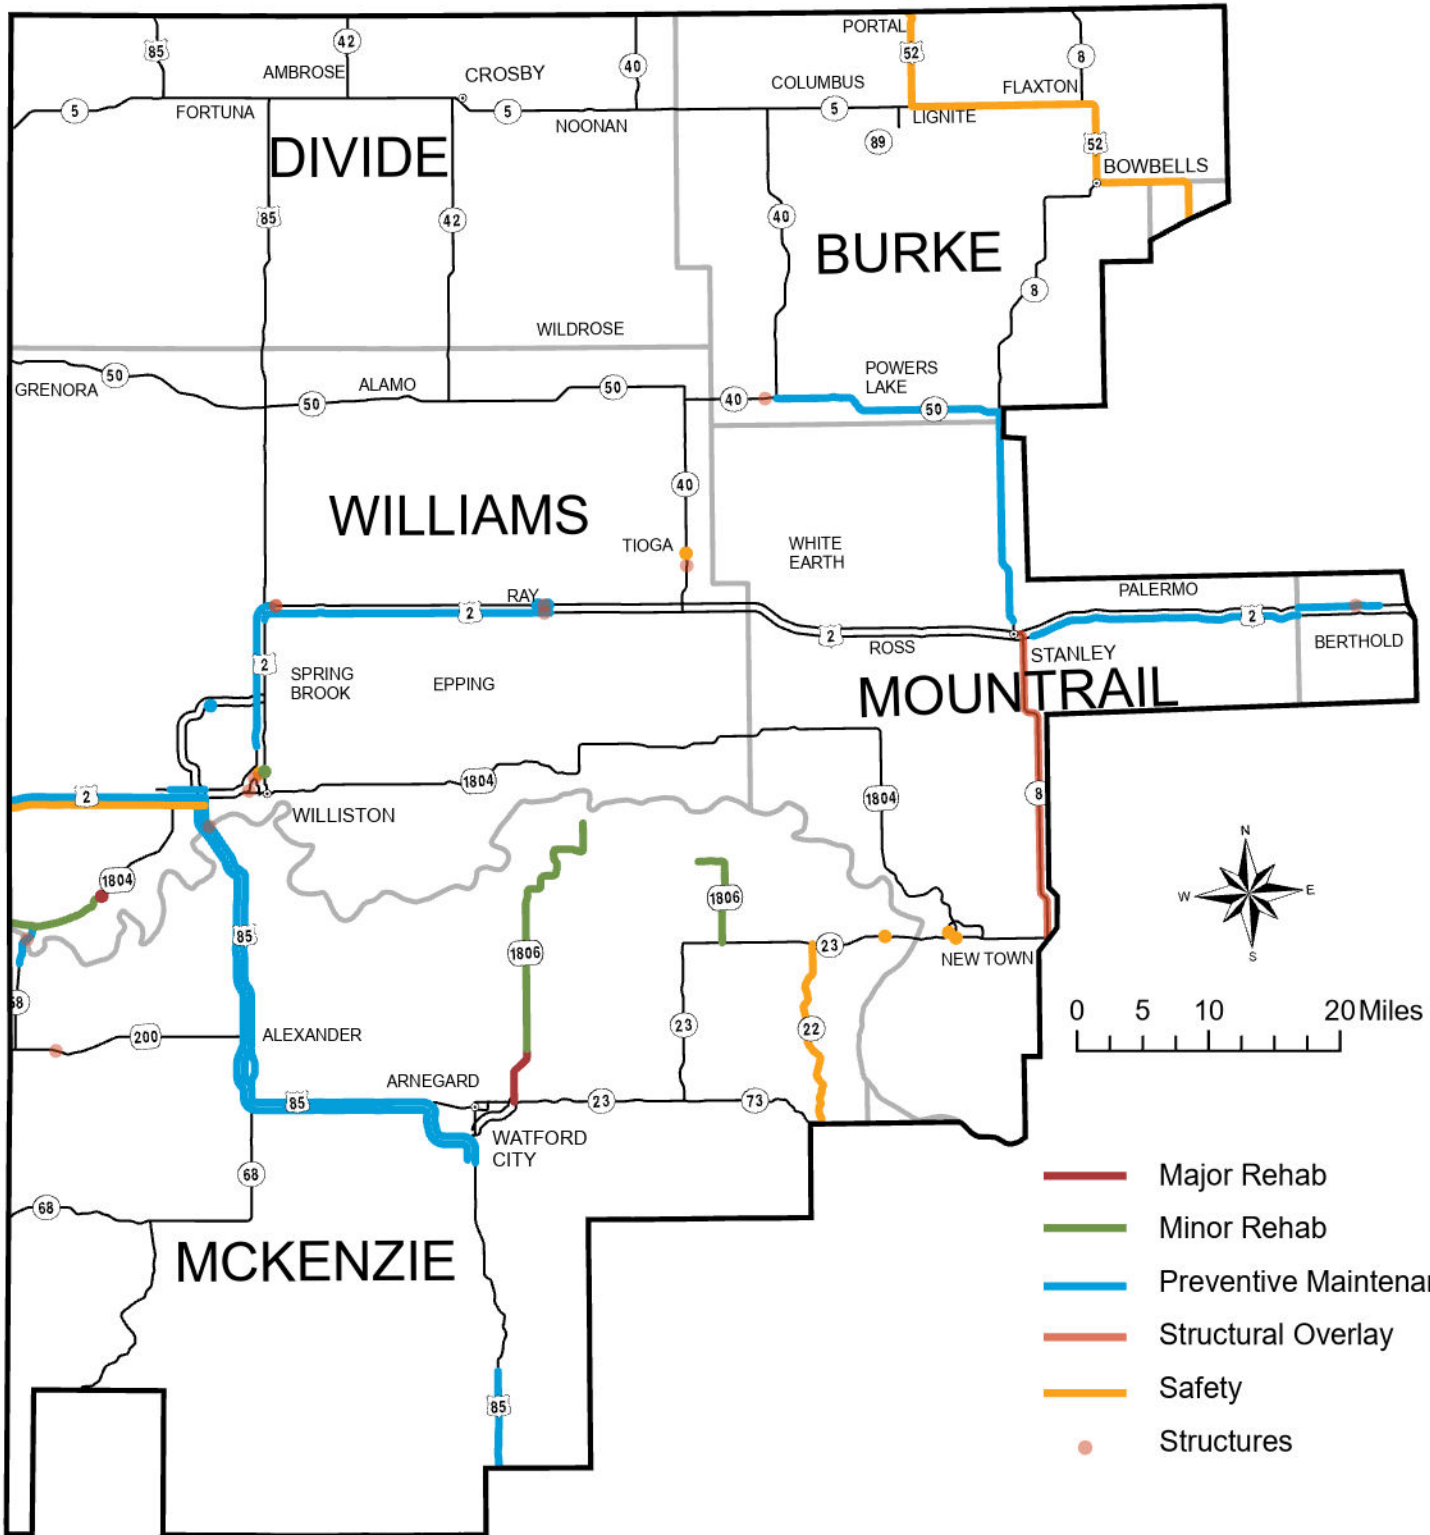 PORTAL
85
42
52
8
AMBROSE
CROSBY
40
COLUMBUS
FLAXTON
5
FORTUNA
5
NOONAN
5
LIGNITE
89
52
DIVIDE
BOWBELLS
85
42
40
BURKE
8
WILDROSE
GRENORA
50
ALAMO
50
50
POWERS
LAKE
40
50
WILLIAMS
40
TIOGA
WHITE
EARTH
RAY
2
PALERMO
2
2
ROSS
STANLEY
BERTHOLD
2
SPRING
BROOK
EPPING
MOUNTRAIL
1804
2
WILLISTON
1804
8
1804
1806
N
W
E
S
85
1806
23
NEW TOWN
68
23
22
0
5
10
20 Miles
200
ALEXANDER
ARNEGARD
85
23
73
WATFORD
CITY
68
68
MCKENZIE
85
Major Rehab
Minor Rehab
Preventive Maintenan
Structural Overlay
Safety
Structures